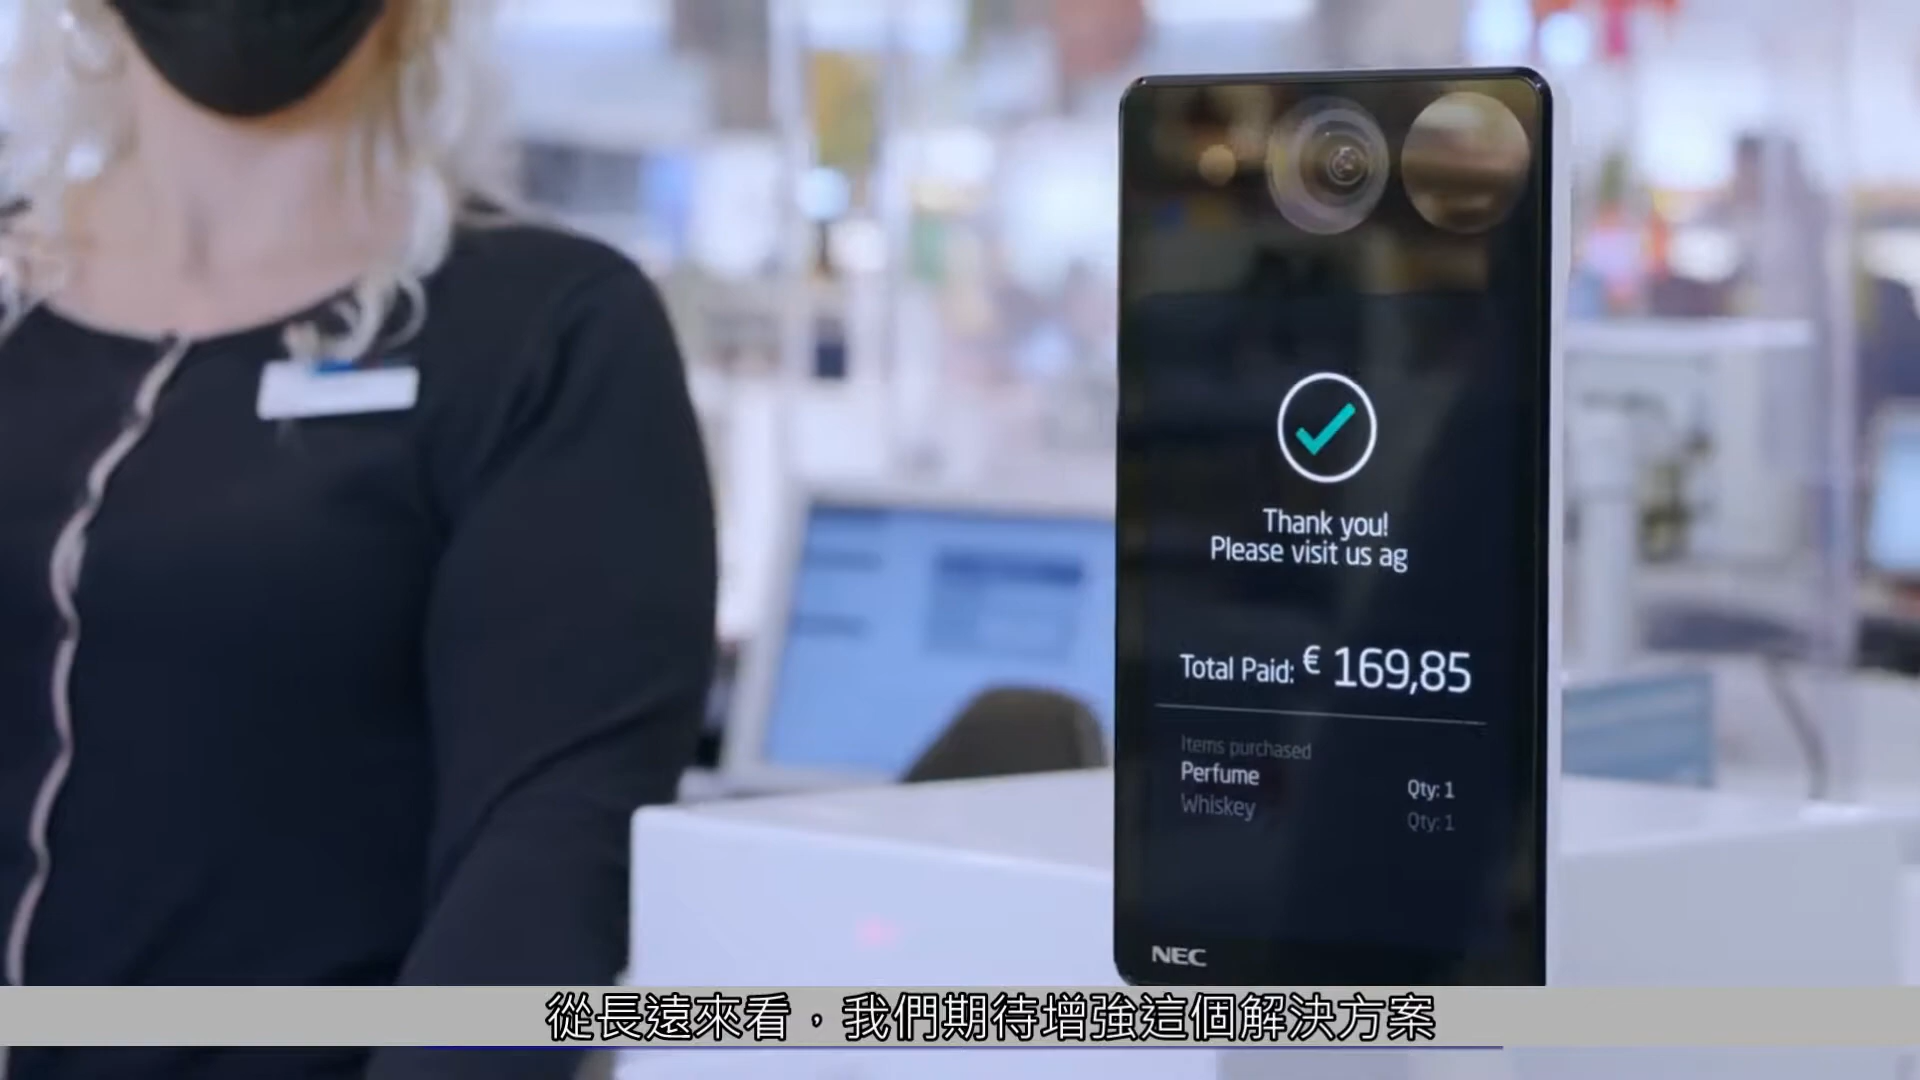 Thank you!
Please visit us ag
Total Paid: € 169,85
Items purchased
Perfume Qty: 1
Whiskey Qty: 1
NEC
從長遠來看，我們期待增強這個解決方案